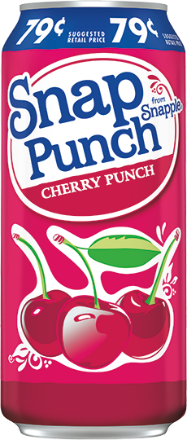 79¢ SUGGESTED RETAIL PRICE 79¢
Snap
from Snapple
Punch
CHERRY PUNCH